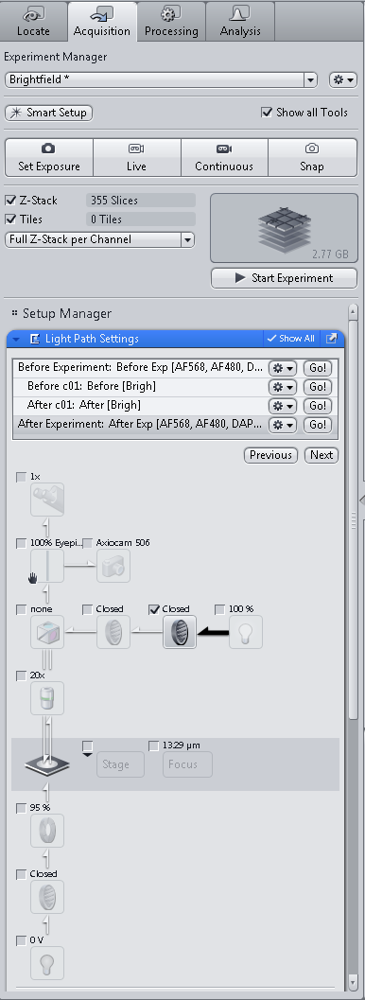 Locate Acquisition Processing Analysis
Experiment Manager
Brightfield *
Smart Setup Show all Tools
Set Exposure Live Continuous Snap
Z-Stack 355 Slices
Tiles 0 Tiles
Full Z-Stack per Channel
2.77 GB
Start Experiment
Setup Manager
Light Path Settings Show All
Before Experiment: Before Exp [AF568, AF480, D... Go!
Before c01: Before [Brigh] Go!
After c01: After [Brigh] Go!
After Experiment: After Exp [AF568, AF480, DAP... Go!
Previous Next
1x
100% Eyepi... Axiocam 506
none Closed Closed 100 %
20x
13.29 µm
Stage Focus
95 %
Closed
0 V